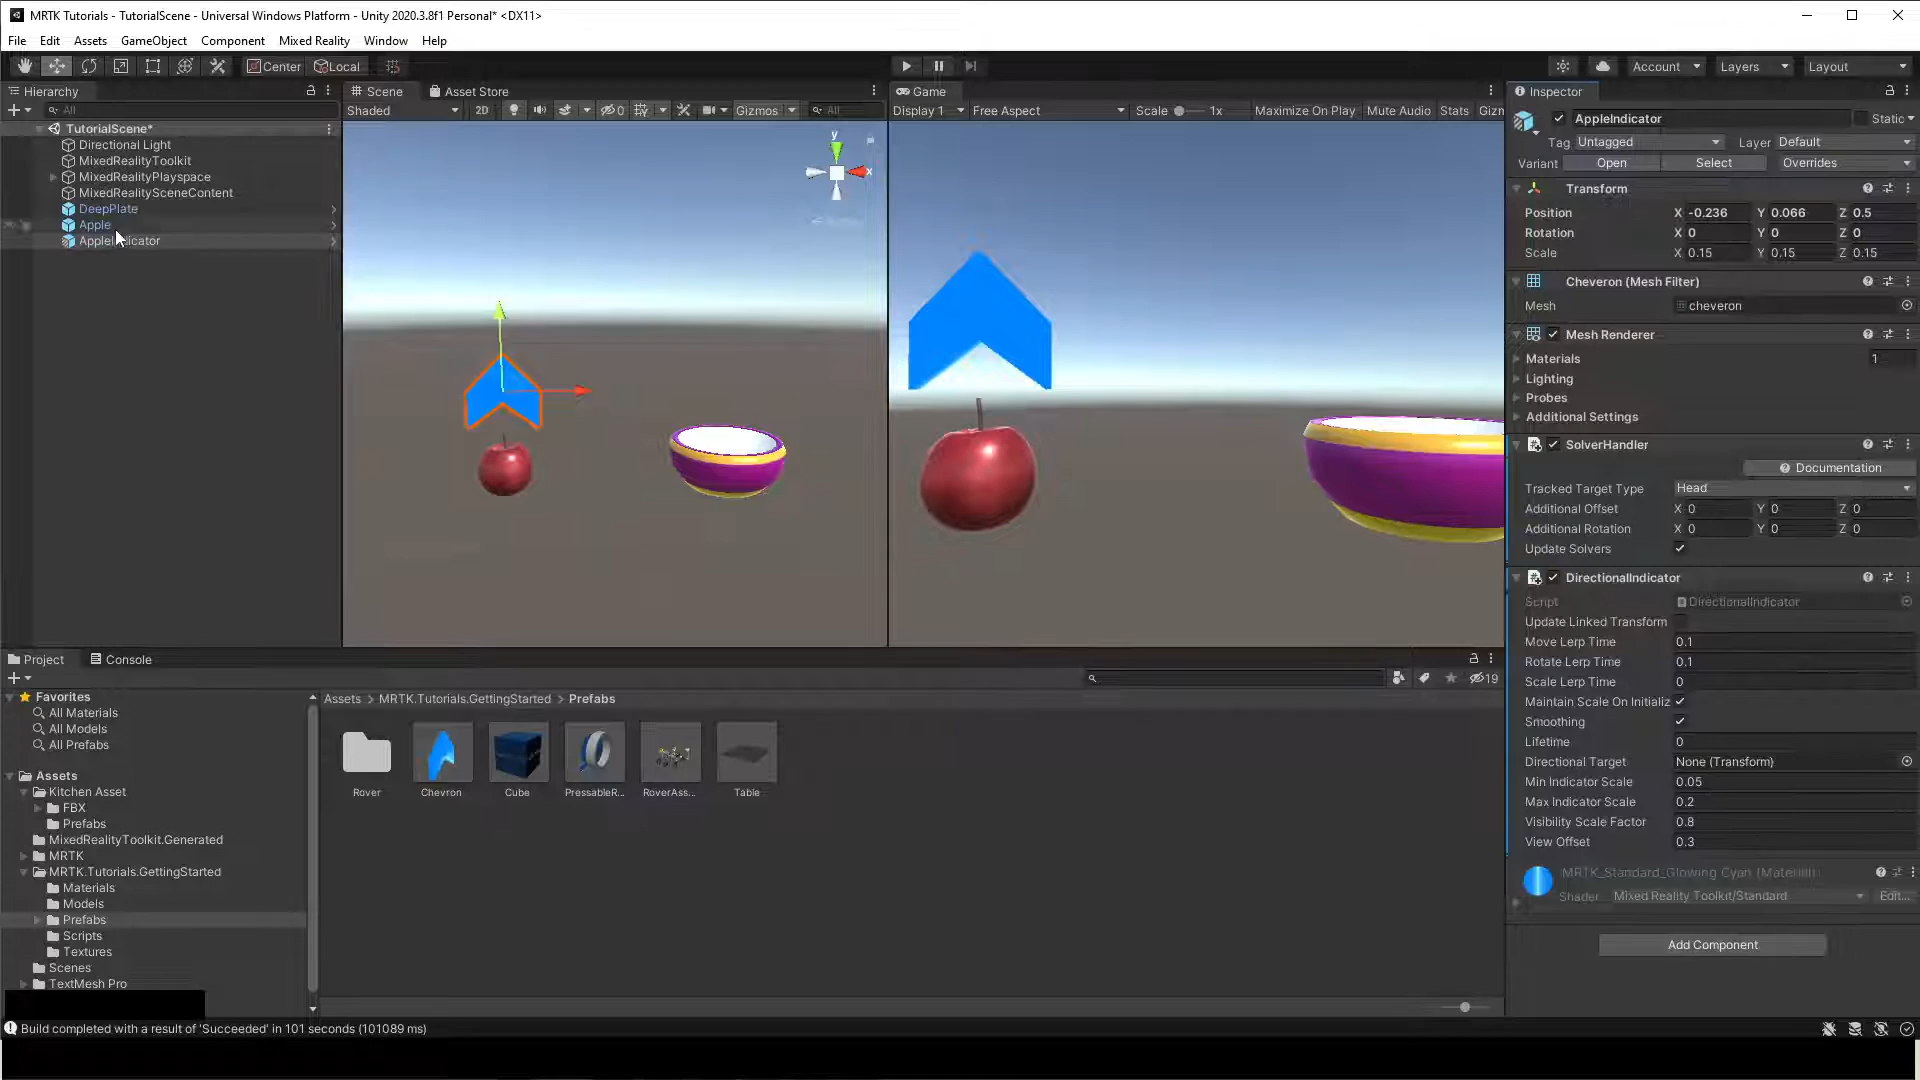 MRTK Tutorials - TutorialScene - Universal Windows Platform - Unity 2020.3.8f1 Personal* <DX11>
File Edit Assets GameObject Component Mixed Reality Window Help
Center Local Account Layers Layout
Hierarchy
All
TutorialScene*
Directional Light
MixedRealityToolkit
MixedRealityPlayspace
MixedRealitySceneContent
DeepPlate
Apple
Scene Asset Store
Shaded 2D 0 Gizmos All
y
x
Game
Display 1 Free Aspect Scale 1x Maximize On Play Mute Audio Stats Gizn
Inspector
AppleIndicator Static
Tag Untagged Layer Default
Variant Open Select Overrides
Transform
Position X -0.236 Y 0.066 Z 0.5
Rotation X 0 Y 0 Z 0
Scale X 0.15 Y 0.15 Z 0.15
Cheveron (Mesh Filter)
Mesh cheveron
Mesh Renderer
Materials 1
Lighting
Probes
Additional Settings
SolverHandler
Documentation
Tracked Target Type Head
Additional Offset X 0 Y 0 Z 0
Additional Rotation X 0 Y 0 Z 0
Update Solvers
DirectionalIndicator
Script DirectionalIndicator
Update Linked Transform
Move Lerp Time 0.1
Rotate Lerp Time 0.1
Scale Lerp Time 0
Maintain Scale On Initializ
Smoothing
Lifetime 0
Directional Target None (Transform)
Min Indicator Scale 0.05
Max Indicator Scale 0.2
Visibility Scale Factor 0.8
View Offset 0.3
MRTK_Standard_Glowing Cyan (Material)
Shader Mixed Reality Toolkit/Standard Edit...
Add Component
Project Console
19
Favorites
All Materials
All Models
All Prefabs
Assets
Kitchen Asset
FBX
Prefabs
MixedRealityToolkit.Generated
MRTK
MRTK.Tutorials.GettingStarted
Materials
Models
Prefabs
Scripts
Textures
Scenes
TextMesh Pro
Assets > MRTK.Tutorials.GettingStarted > Prefabs
Rover Chevron Cube PressableR... RoverAss... Table
Build completed with a result of 'Succeeded' in 101 seconds (101089 ms)